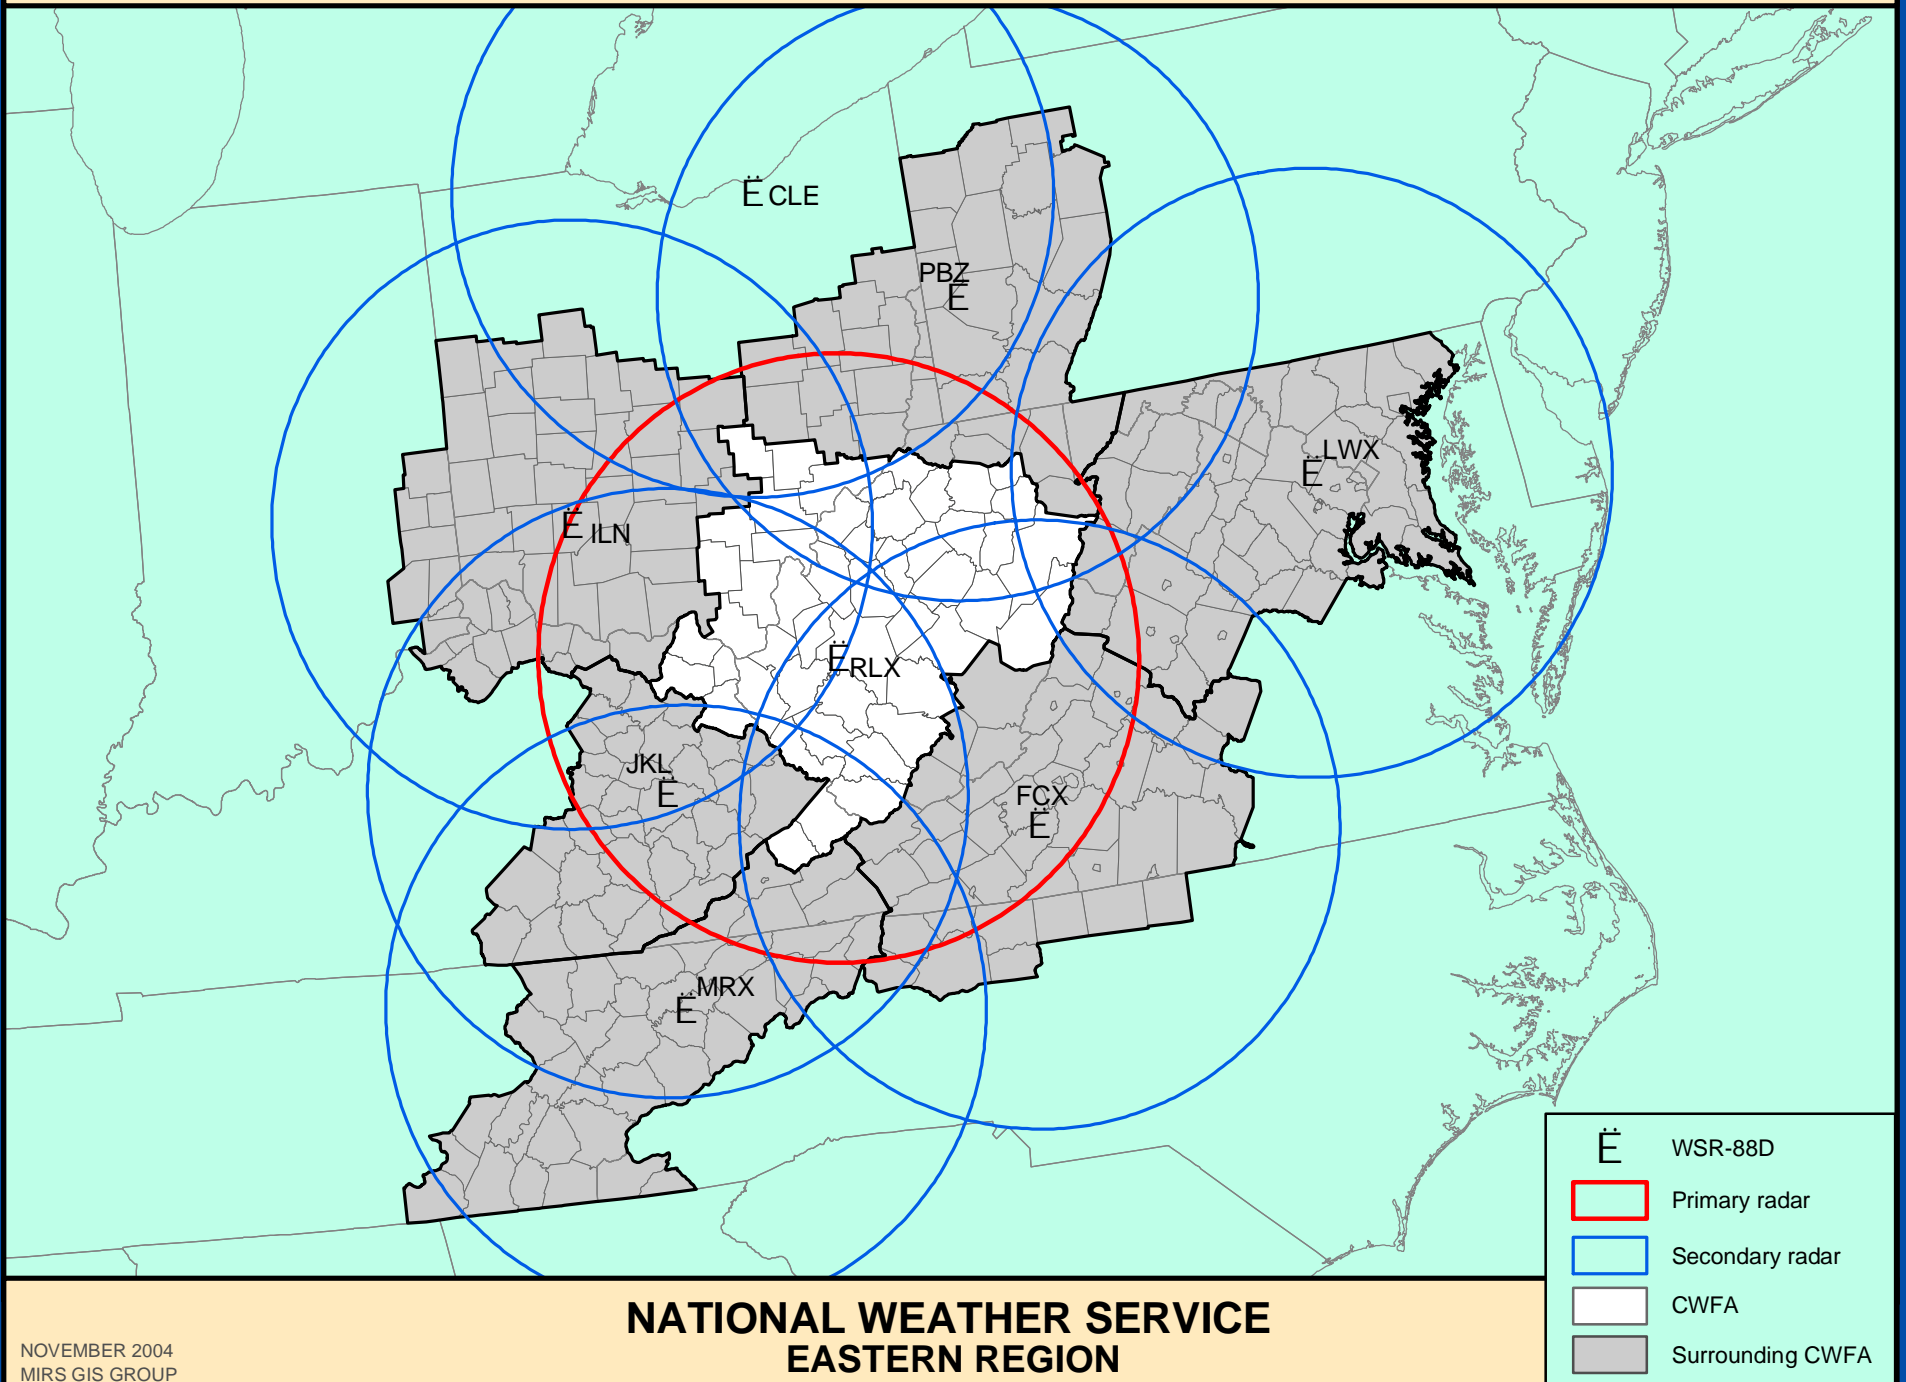 Ë CLE
PBZ
Ë
LWX
Ë
Ë ILN
Ë RLX
JKL
Ë
FCX
Ë
MRX
Ë
Ë WSR-88D
Primary radar
Secondary radar
CWFA
Surrounding CWFA
NATIONAL WEATHER SERVICE
EASTERN REGION
NOVEMBER 2004
MIRS GIS GROUP